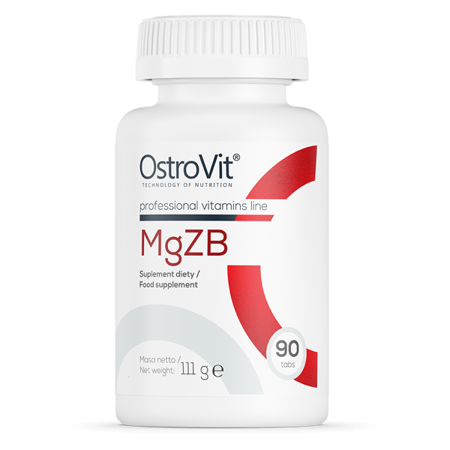 OstroVit®
TECHNOLOGY OF NUTRITION
professional vitamins line
MgZB
Suplement diety /
Food supplement
90
tabs.
Masa netto /
Net weight: 111 g e